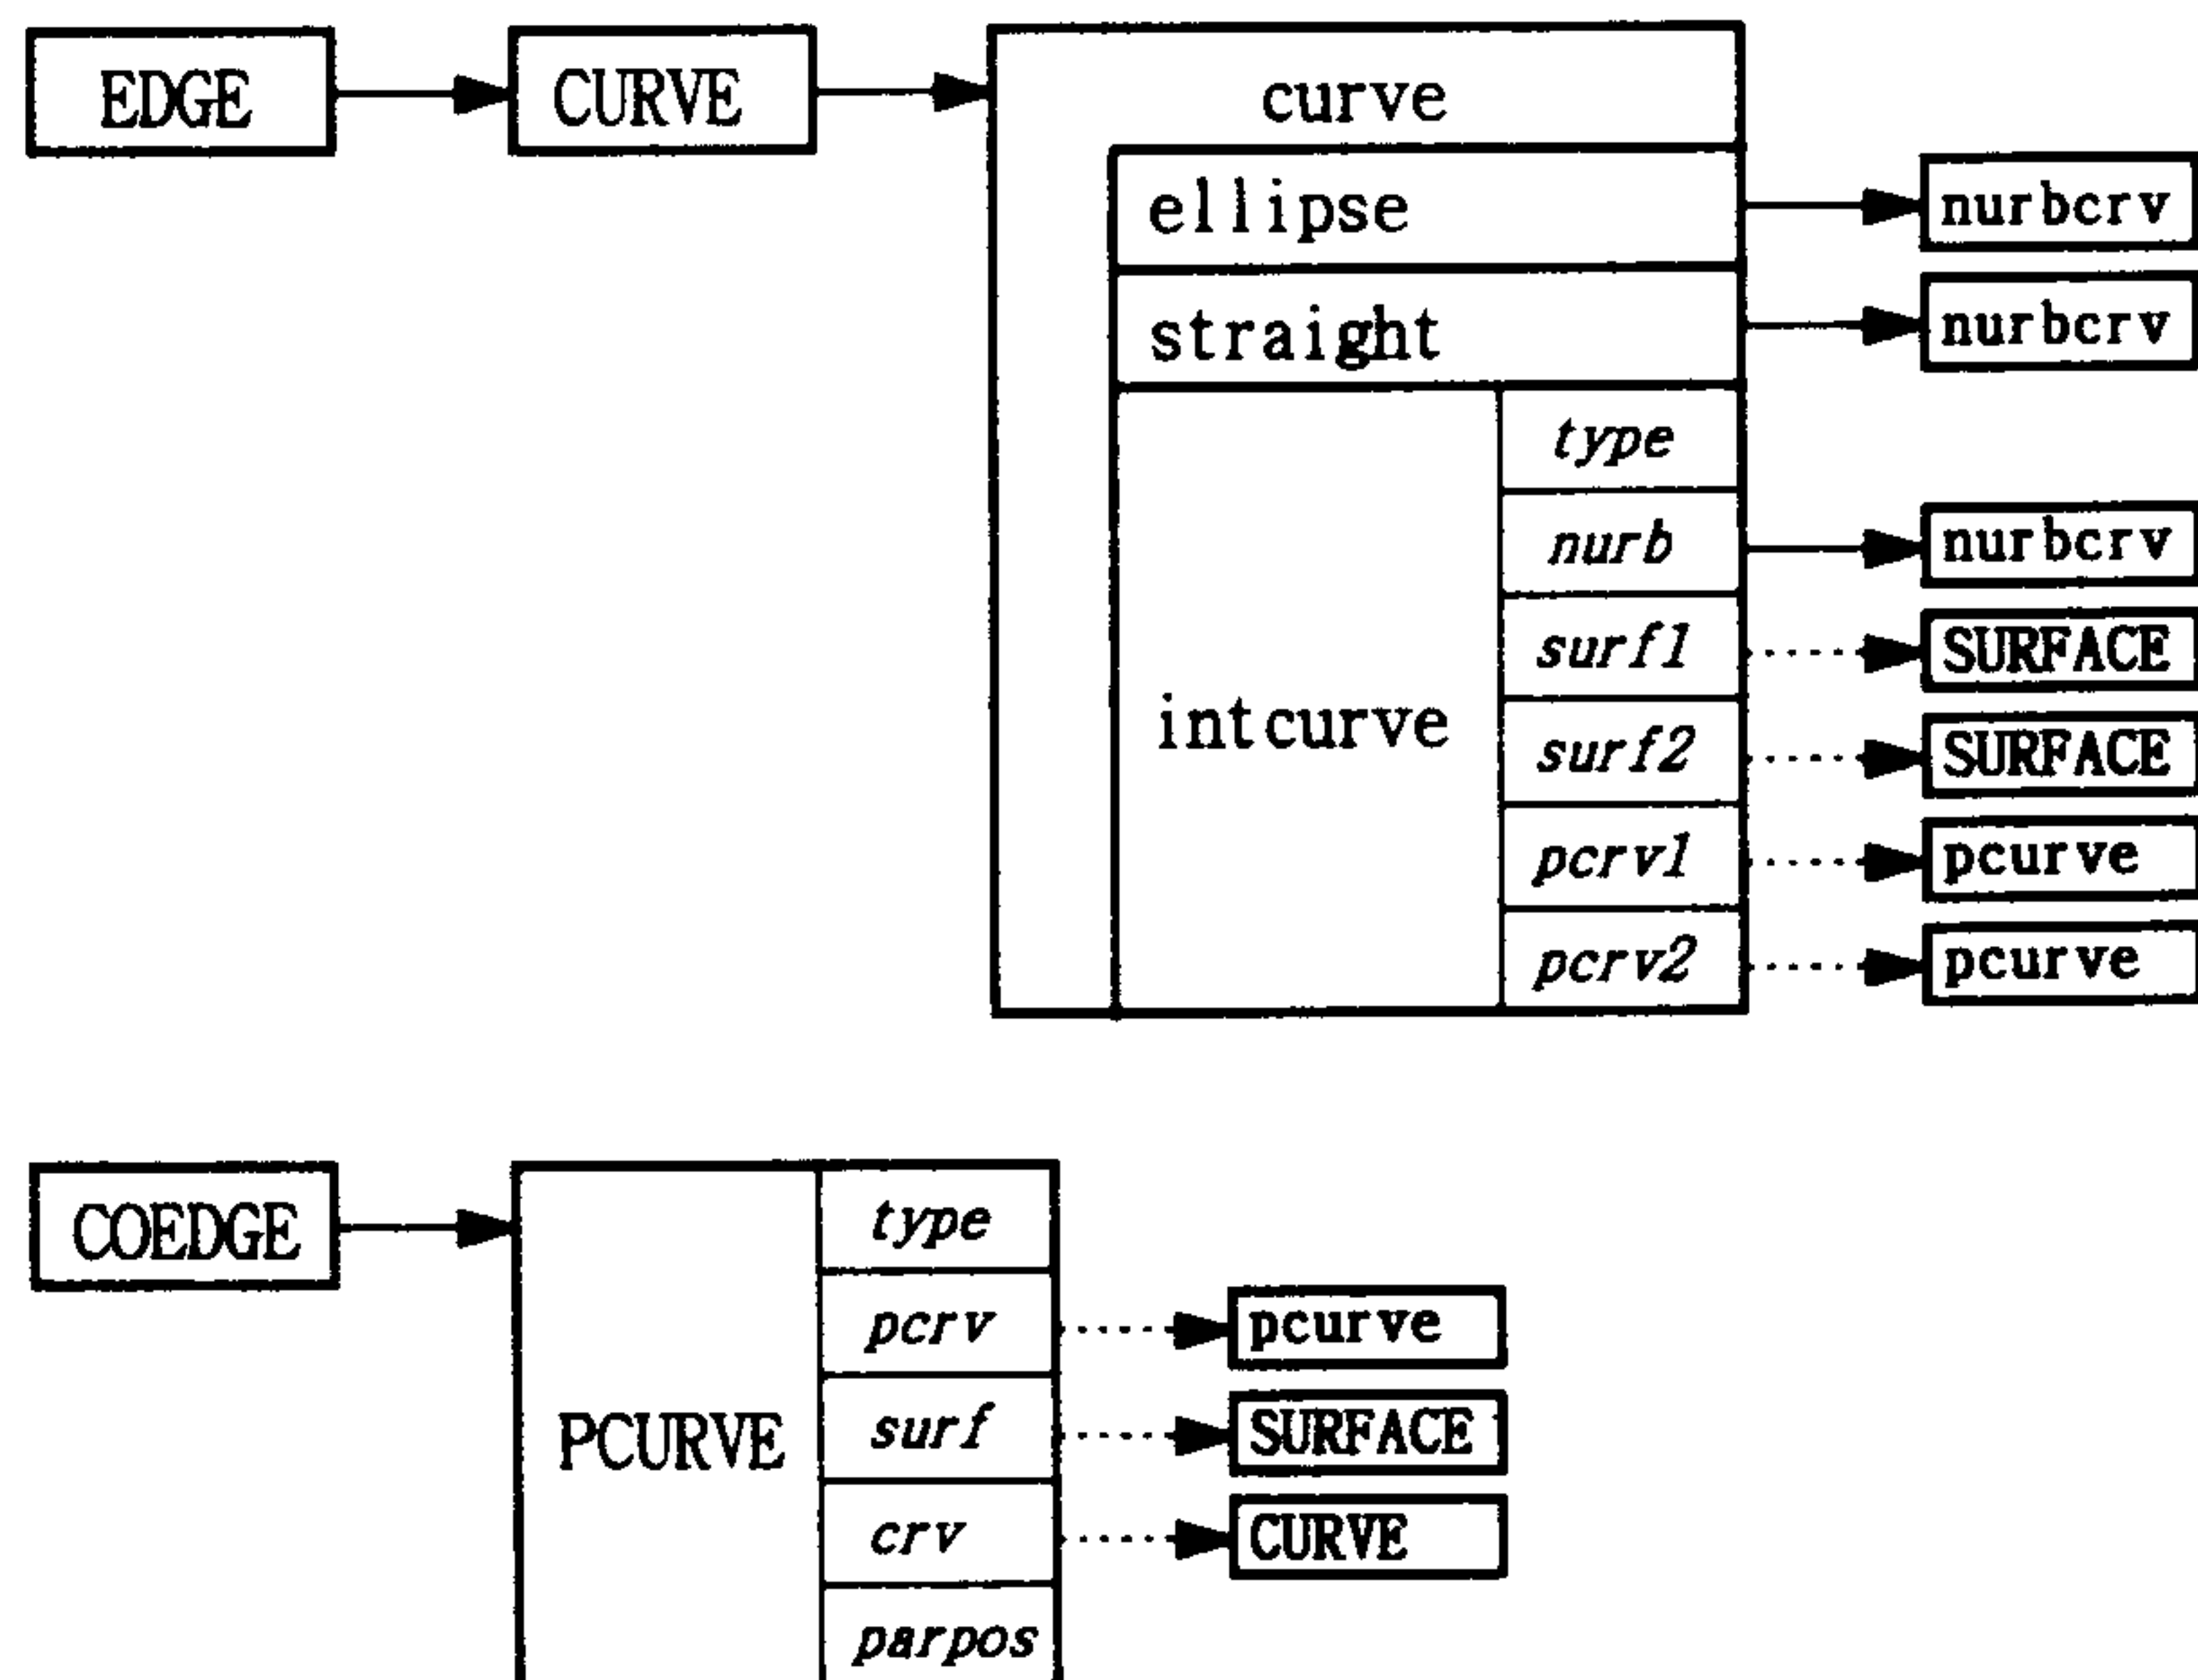 EDGE
CURVE
curve
ellipse
nurbcrv
straight
nurbcrv
type
nurb
nurbcrv
surf1
SURFACE
intcurve
surf2
SURFACE
pcrv1
pcurve
pcrv2
pcurve
COEDGE
type
pcrv
pcurve
PCURVE
surf
SURFACE
crv
CURVE
parpos